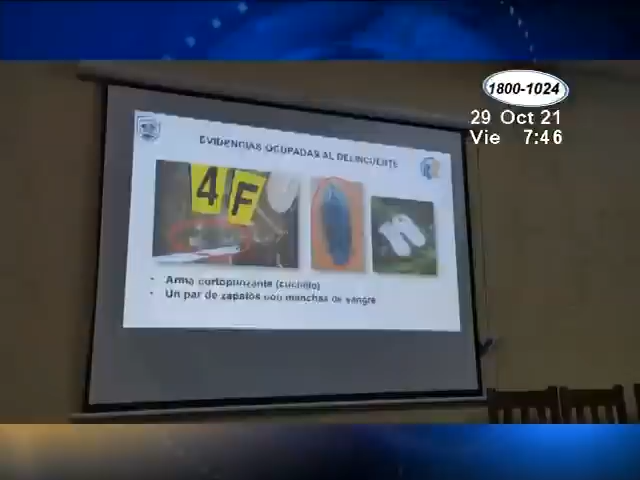 1800-1024
29 Oct 21
Vie 7:46
EVIDENCIAS OCUPADAS AL DELINCUENTE
4 F
• Arma cortopunzante (cuchillo)
• Un par de zapatos con manchas de sangre